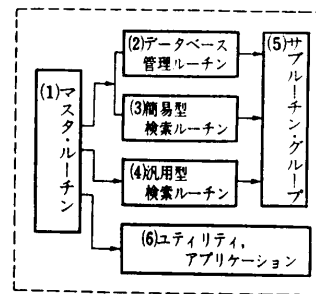 (1)マスタ・ルーチン
(2)データベース
管理ルーチン
(3)簡易型
検索ルーチン
(4)汎用型
検索ルーチン
(5)サブルーチン・グループ
(6)ユティリティ,
アプリケーション